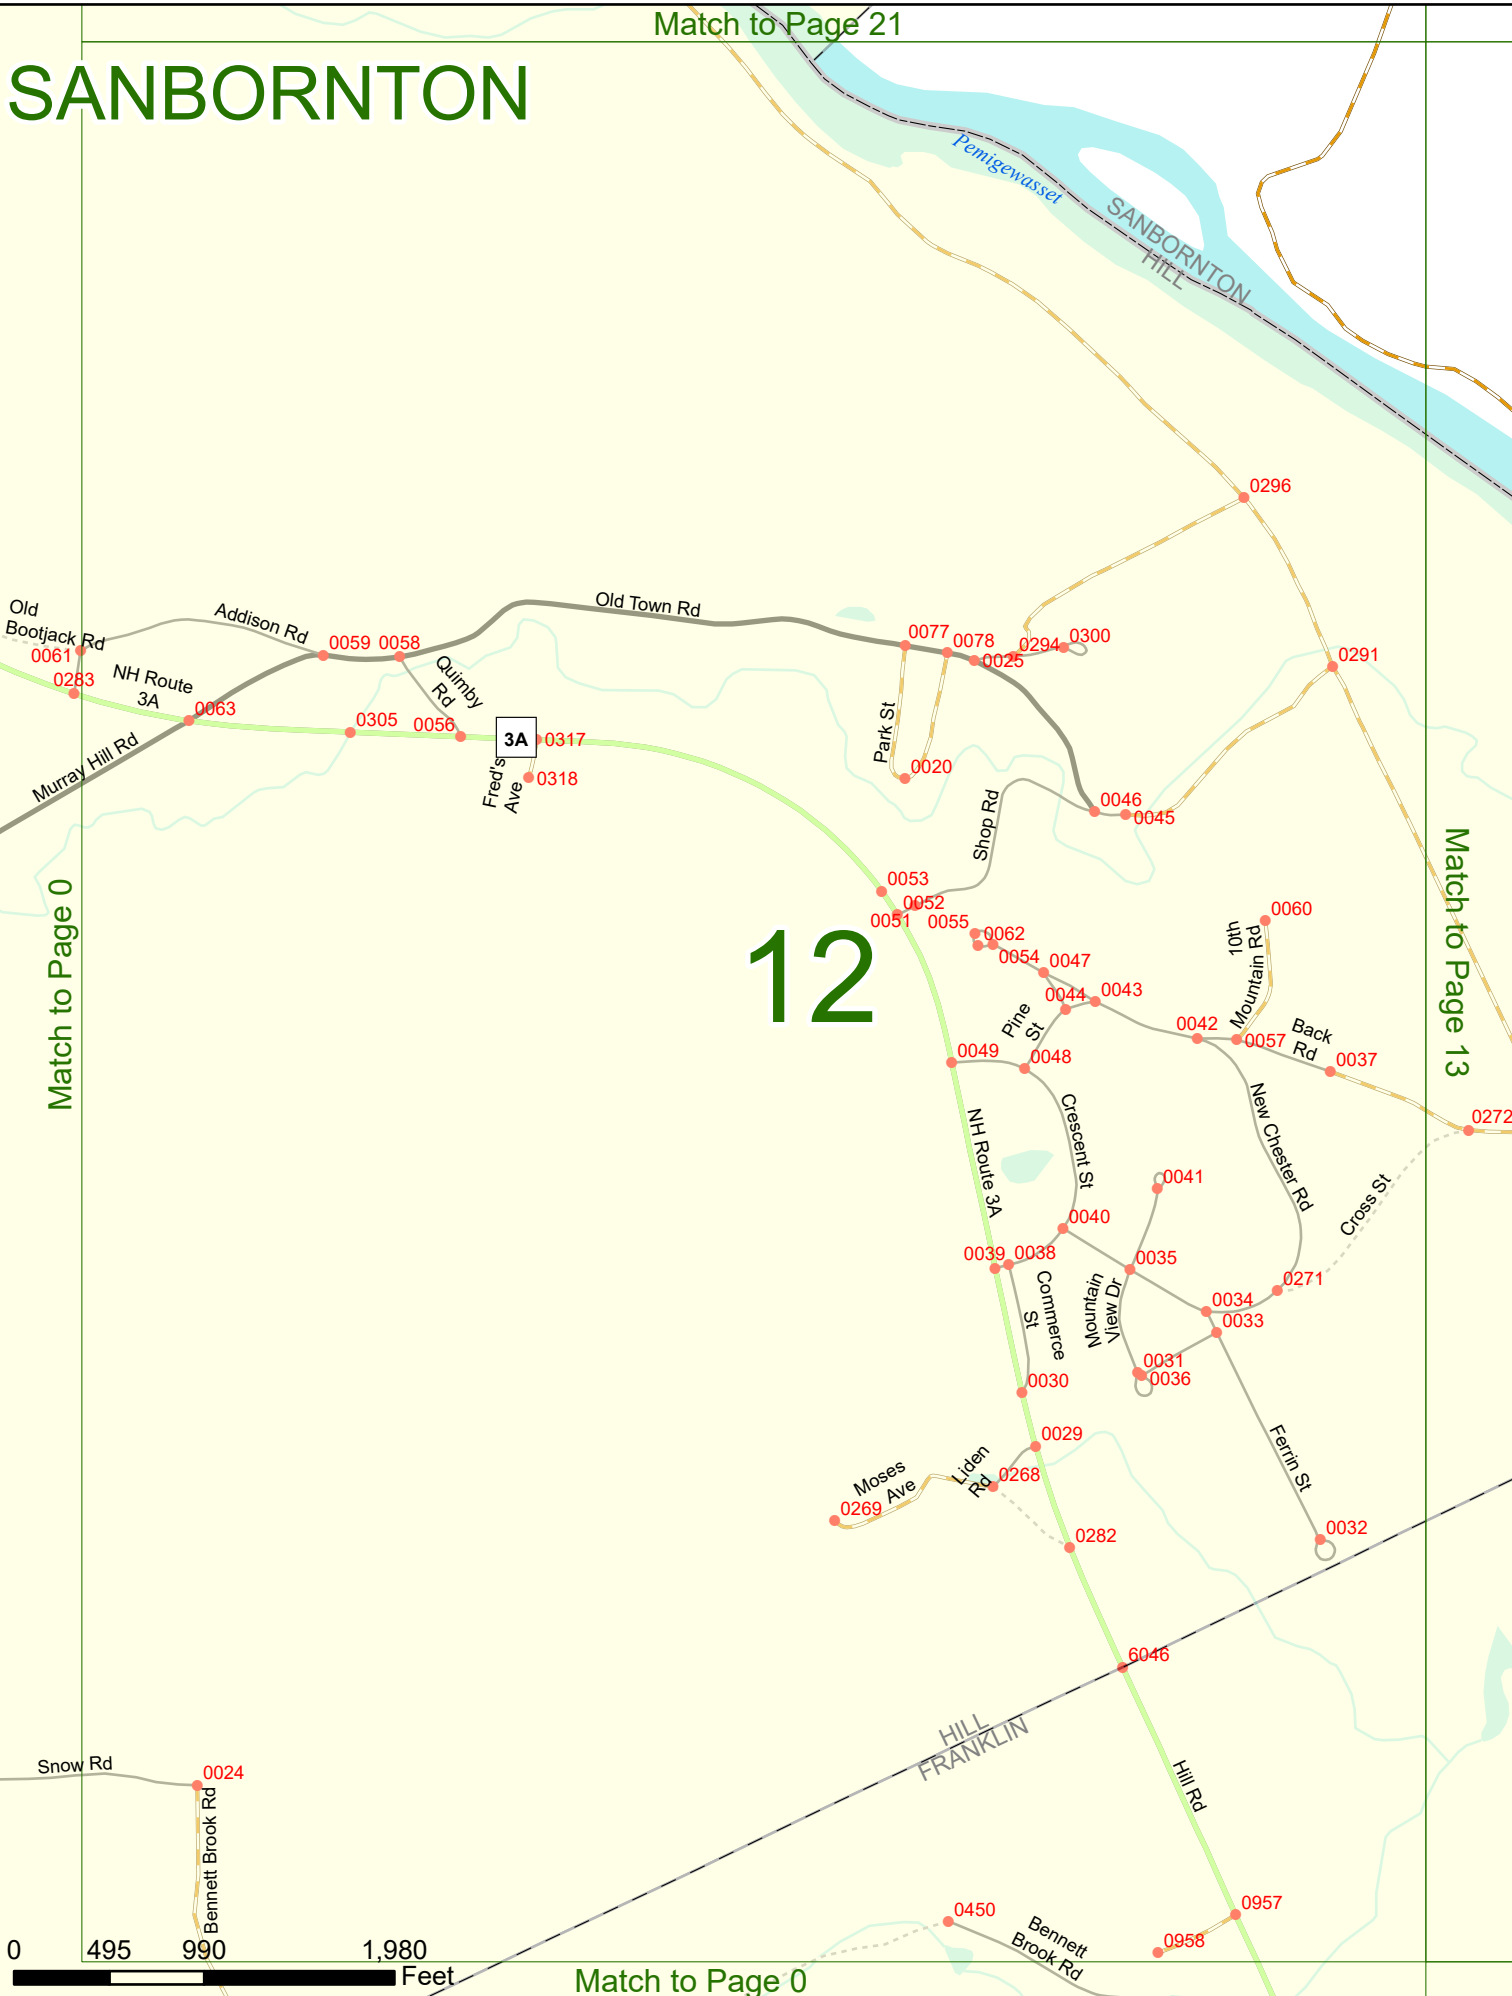 Match to Page 21
SANBORNTON
Pemigewasset
SANBORNTON
HILL
0296
Old
Bootjack Rd
Addison Rd
Old Town Rd
0061
0059
0058
0077
0078
0025
0294
0300
0291
0283
NH Route
3A
Quimby
Rd
0063
0305
0056
3A
0317
Park St
Murray Hill Rd
Fred's
Ave
0318
0020
0046
0045
Shop Rd
Match to Page 0
Match to Page 13
0053
0052
0051
0055
0062
0054
0060
12
10th
Mountain Rd
0047
0044
0043
Pine
St
0042
0057
Back
Rd
0037
0049
0048
NH Route 3A
Crescent St
New Chester Rd
0272
0041
Cross St
0040
0039
0038
0035
0271
Commerce
St
Mountain
View Dr
0034
0033
0031
0036
0030
0029
Ferrin St
Moses
Ave
Liden
Rd
0268
0269
0032
0282
6046
HILL
FRANKLIN
Snow Rd
0024
Hill Rd
Bennett Brook Rd
0450
0957
Bennett
Brook Rd
0958
0 495 990 1,980
Feet
Match to Page 0